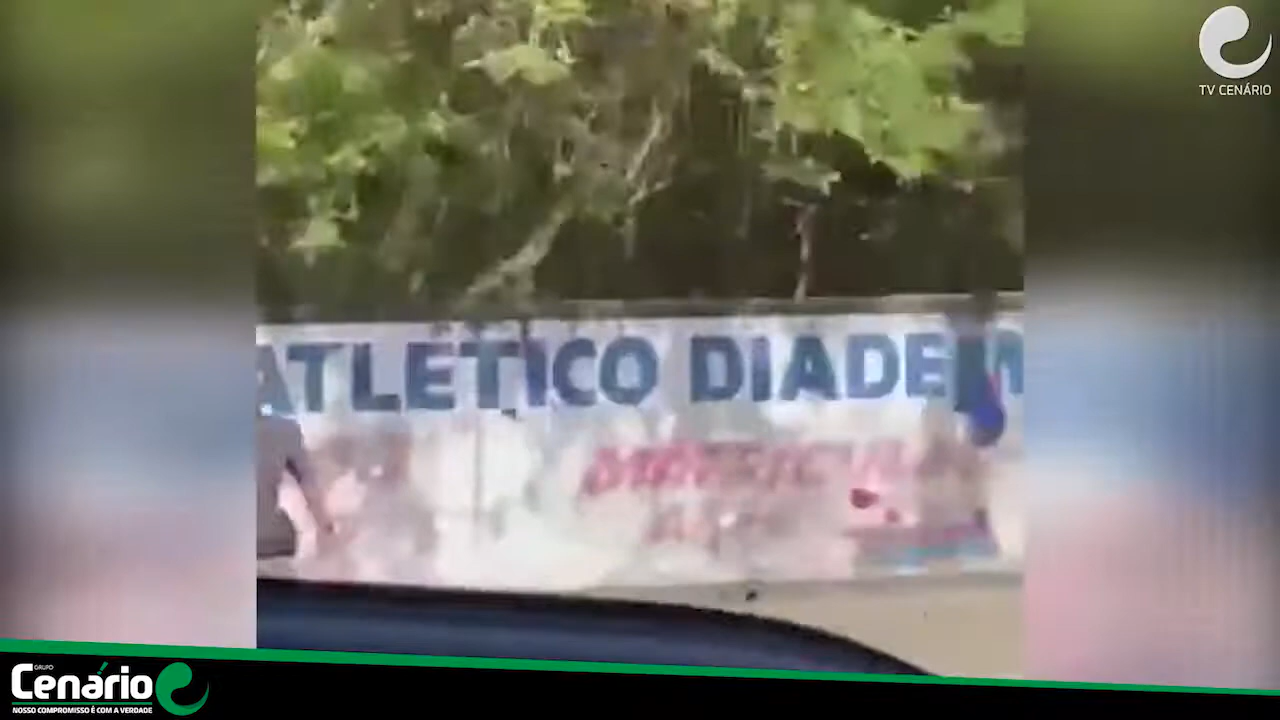 TV CENÁRIO
ATLETICO DIADEM
GRUPO
Cenário
NOSSO COMPROMISSO É COM A VERDADE